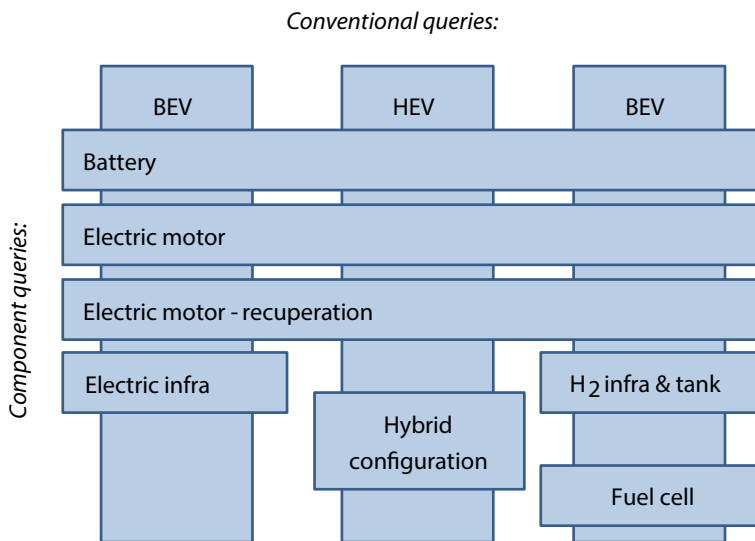 Conventional queries:
BEV
HEV
BEV
Battery
Component queries:
Electric motor
Electric motor - recuperation
Electric infra
H2 infra & tank
Hybrid
configuration
Fuel cell